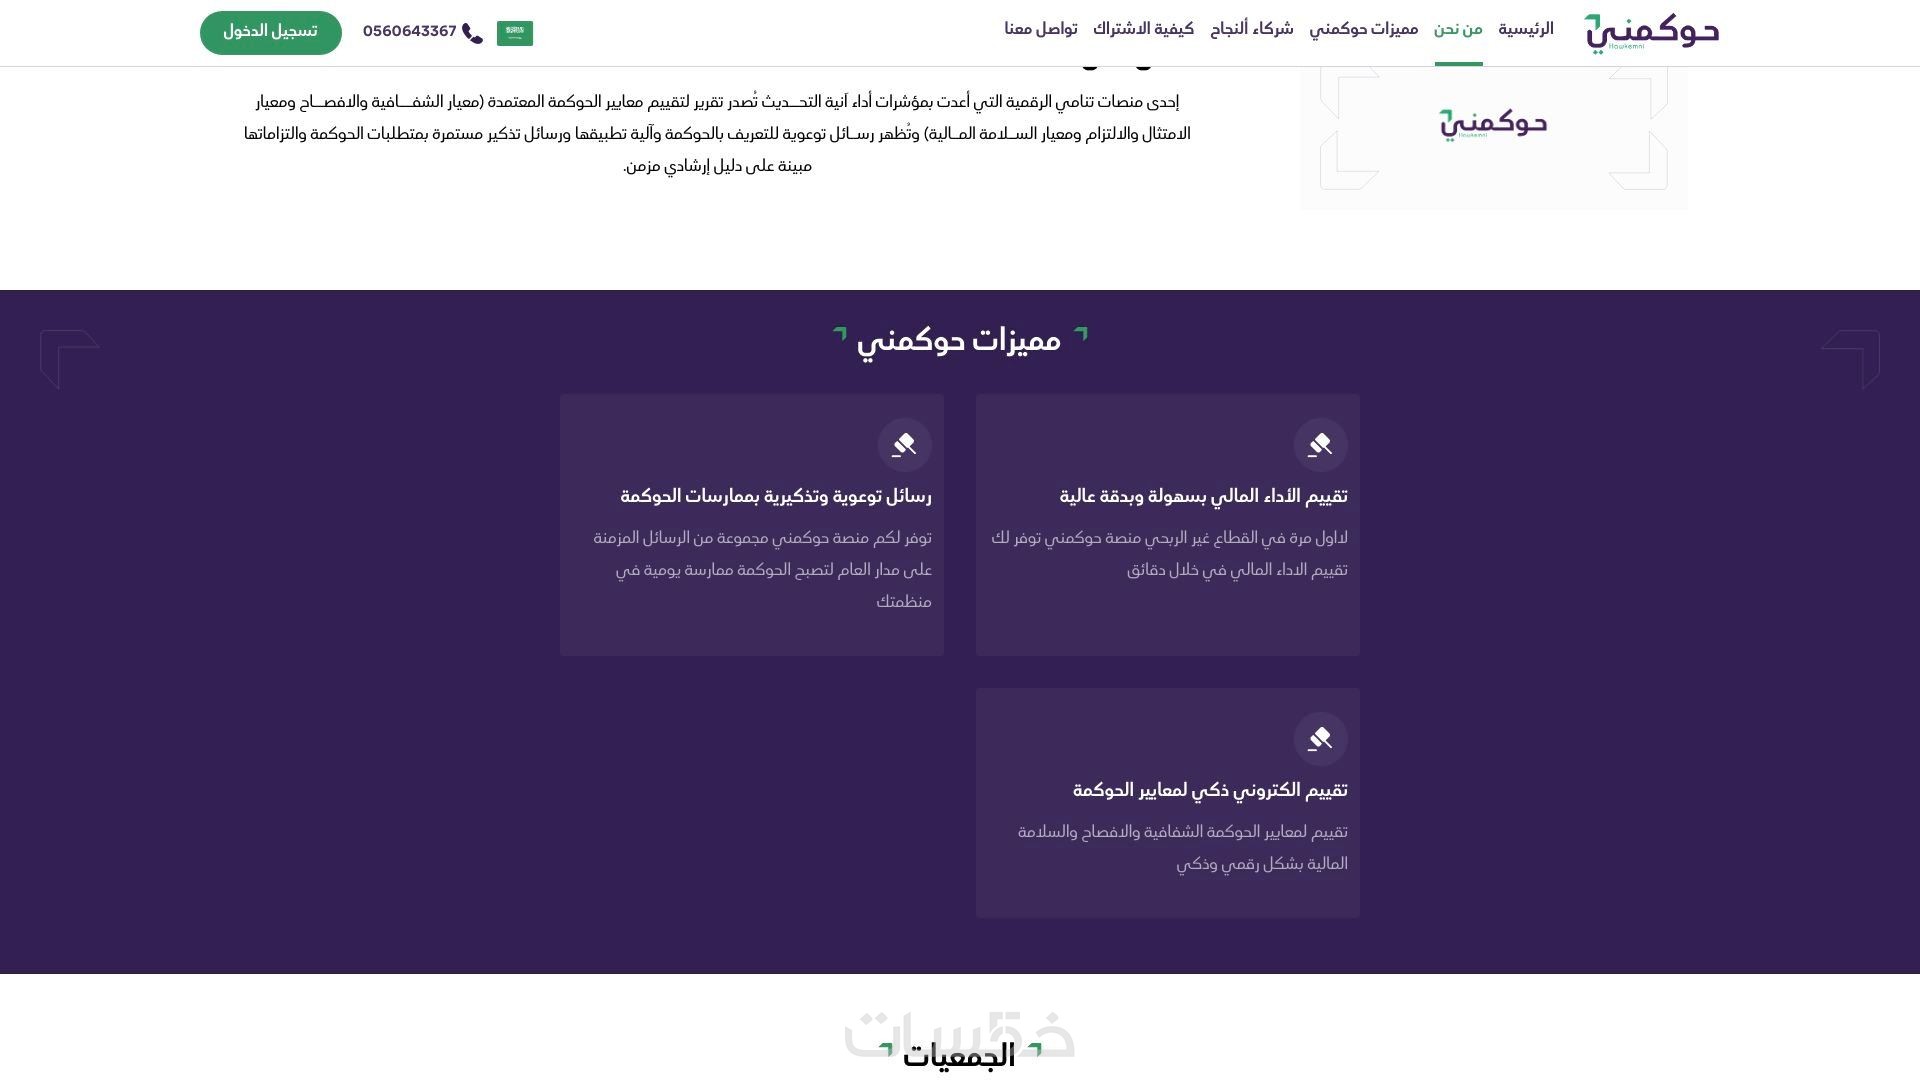 حوكمني
Hawkemni
الرئيسية
من نحن
مميزات حوكمني
شركاء ألنجاح
كيفية الاشتراك
تواصل معنا
0560643367
تسجيل الدخول
حوكمني
Hawkemni
إحدى منصات تنامي الرقمية التي أعدت بمؤشرات أداء آنية التحـــديث تُصدر تقرير لتقييم معايير الحوكمة المعتمدة (معيار الشفـــافية والافصـــاح ومعيار
الامتثال والالتزام ومعيار الســلامة المــالية) وتُظهر رســائل توعوية للتعريف بالحوكمة وآلية تطبيقها ورسائل تذكير مستمرة بمتطلبات الحوكمة والتزاماتها
مبينة على دليل إرشادي مزمن.
مميزات حوكمني
تقييم الأداء المالي بسهولة وبدقة عالية
لااول مرة في القطاع غير الربحي منصة حوكمني توفر لك
تقييم الاداء المالي في خلال دقائق
رسائل توعوية وتذكيرية بممارسات الحوكمة
توفر لكم منصة حوكمني مجموعة من الرسائل المزمنة
على مدار العام لتصبح الحوكمة ممارسة يومية في
منظمتك
تقييم الكتروني ذكي لمعايير الحوكمة
تقييم لمعايير الحوكمة الشفافية والافصاح والسلامة
المالية بشكل رقمي وذكي
خمسات
الجمعيات